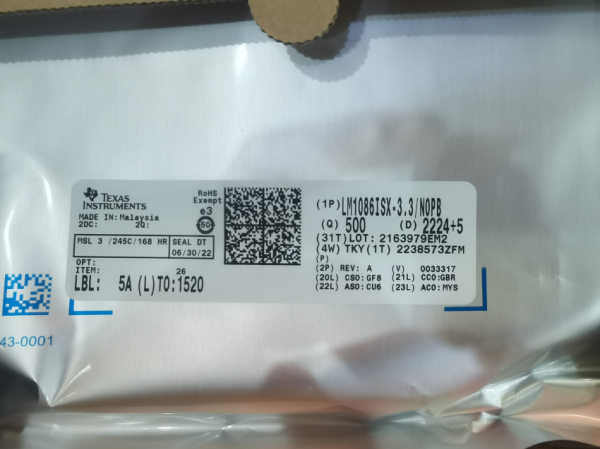 TEXAS
INSTRUMENTS
MADE IN: Malaysia
2DC: 2Q:
MSL 3 /245C/168 HR
SEAL DT
06/30/22
OPT:
ITEM: 26
LBL: 5A (L)TO:1520
RoHS
Exempt
e3
(1P)LM1086ISX-3.3/NOPB
(Q) 500 (D) 2224+5
(31T)LOT: 2163979EM2
(4W) TKY(1T) 2238573ZFM
(P)
(2P) REV: A (V) 0033317
(20L) CSO:GF8 (21L) CCO:GBR
(22L) ASO:CU6 (23L) ACO:MYS
43-0001